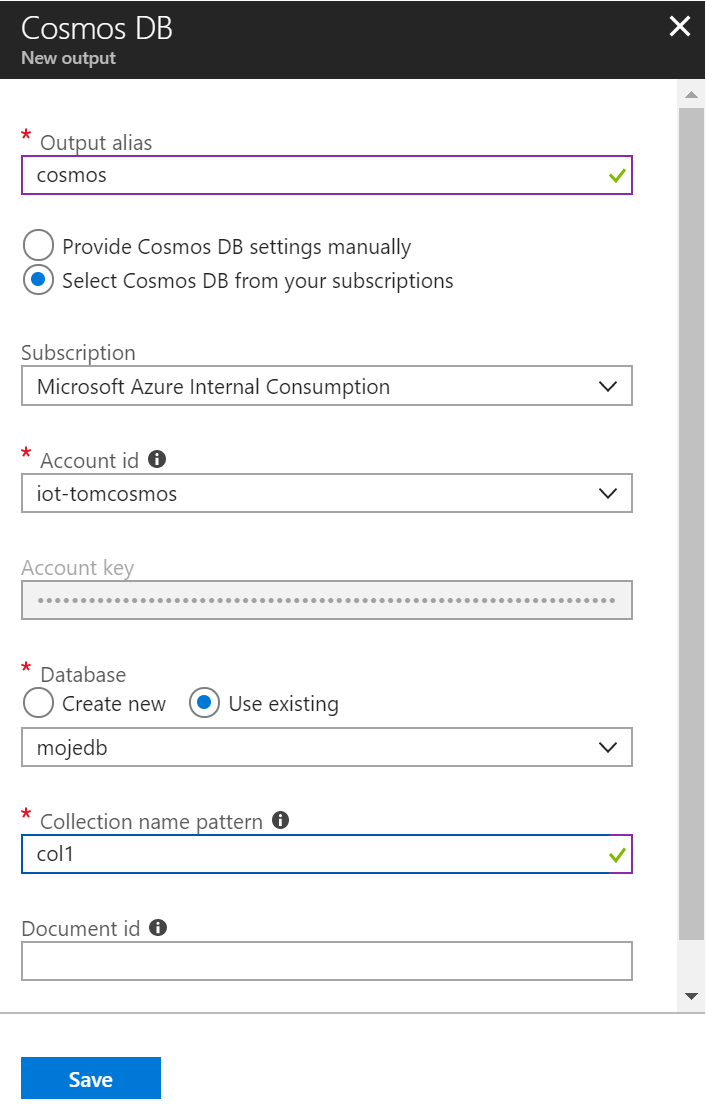 Cosmos DB
New output
* Output alias
cosmos
Provide Cosmos DB settings manually
Select Cosmos DB from your subscriptions
Subscription
Microsoft Azure Internal Consumption
* Account id
iot-tomcosmos
Account key
* Database
Create new Use existing
mojedb
* Collection name pattern
col1
Document id
Save